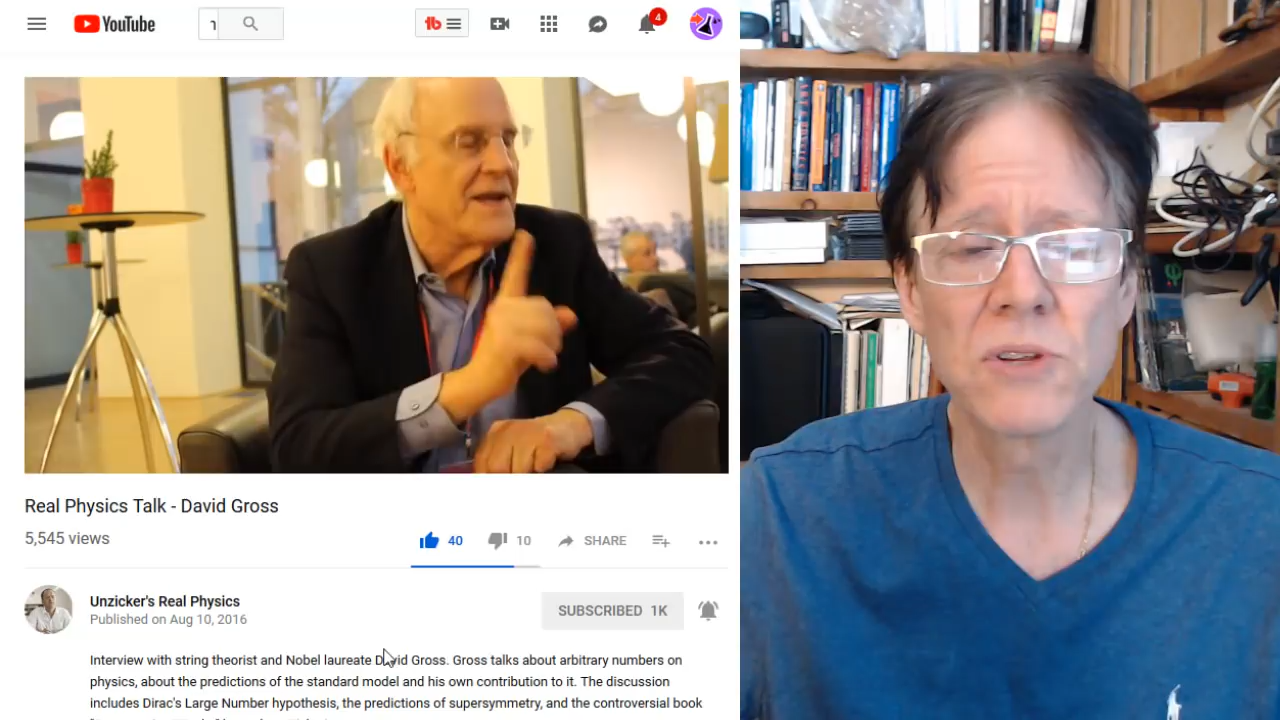 YouTube
4
Real Physics Talk - David Gross
5,545 views
40
10
SHARE
Unzicker's Real Physics
Published on Aug 10, 2016
SUBSCRIBED 1K
Interview with string theorist and Nobel laureate David Gross. Gross talks about arbitrary numbers on
physics, about the predictions of the standard model and his own contribution to it. The discussion
includes Dirac's Large Number hypothesis, the predictions of supersymmetry, and the controversial book